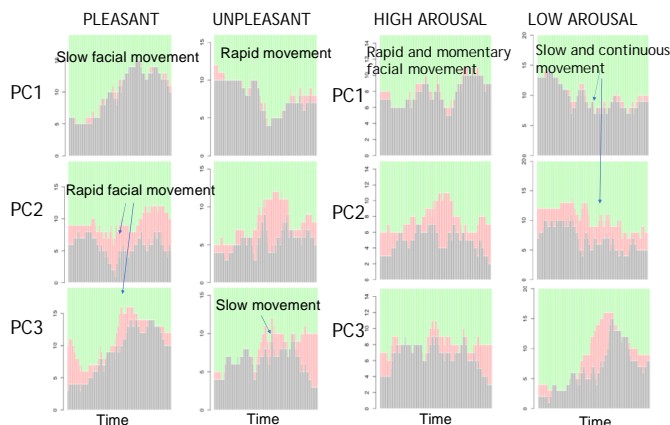 PLEASANT UNPLEASANT HIGH AROUSAL LOW AROUSAL
Slow facial movement
Rapid movement
Rapid and momentary
facial movement
Slow and continuous
movement
PC1
PC1
Rapid facial movement
PC2
PC2
Slow movement
PC3
PC3
Time
Time
Time
Time